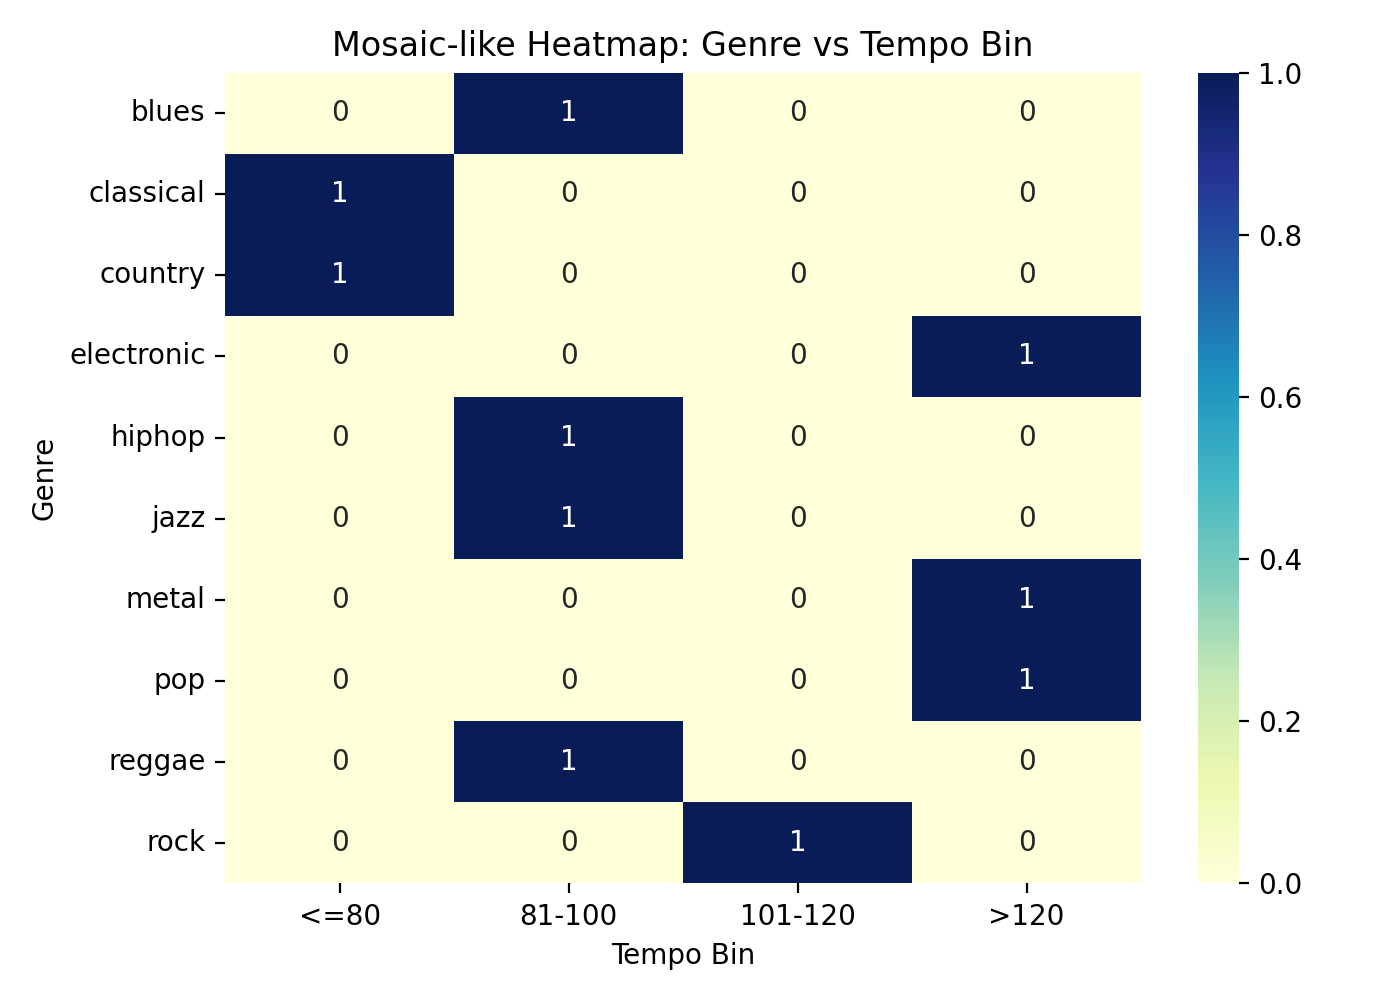 Mosaic-like Heatmap: Genre vs Tempo Bin
blues 0 1 0 0
classical 1 0 0 0
country 1 0 0 0
electronic 0 0 0 1
hiphop 0 1 0 0
jazz 0 1 0 0
metal 0 0 0 1
pop 0 0 0 1
reggae 0 1 0 0
rock 0 0 1 0
<=80 81-100 101-120 >120
Tempo Bin
Genre
1.0
0.8
0.6
0.4
0.2
0.0